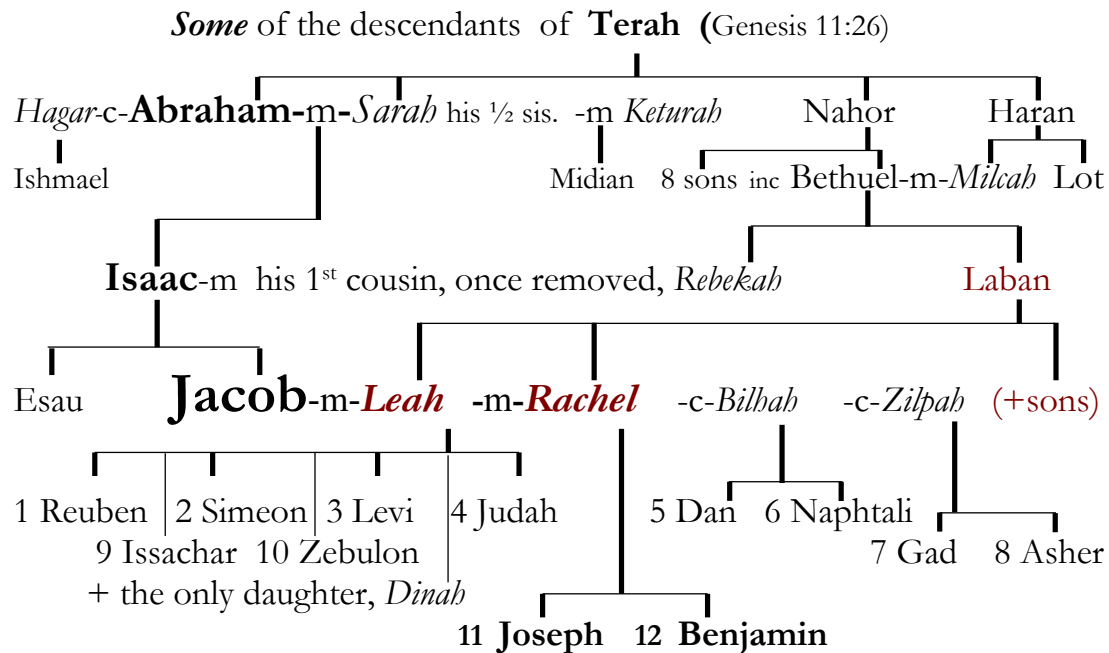 Some of the descendants of Terah (Genesis 11:26)
Hagar-c-Abraham-m-Sarah his ½ sis. -m Keturah Nahor Haran
Ishmael Midian 8 sons inc Bethuel-m-Milcah Lot
Isaac-m his 1st cousin, once removed, Rebekah Laban
Esau Jacob-m-Leah -m-Rachel -c-Bilhah -c-Zilpah (+sons)
1 Reuben 2 Simeon 3 Levi 4 Judah 5 Dan 6 Naphtali
9 Issachar 10 Zebulon 7 Gad 8 Asher
+ the only daughter, Dinah
11 Joseph 12 Benjamin